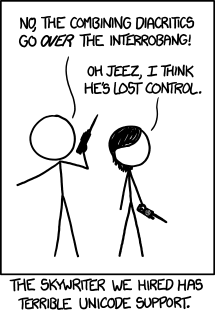 NO, THE COMBINING DIACRITICS
GO OVER THE INTERROBANG!
OH JEEZ, I THINK
HE'S LOST CONTROL.
THE SKYWRITER WE HIRED HAS
TERRIBLE UNICODE SUPPORT.